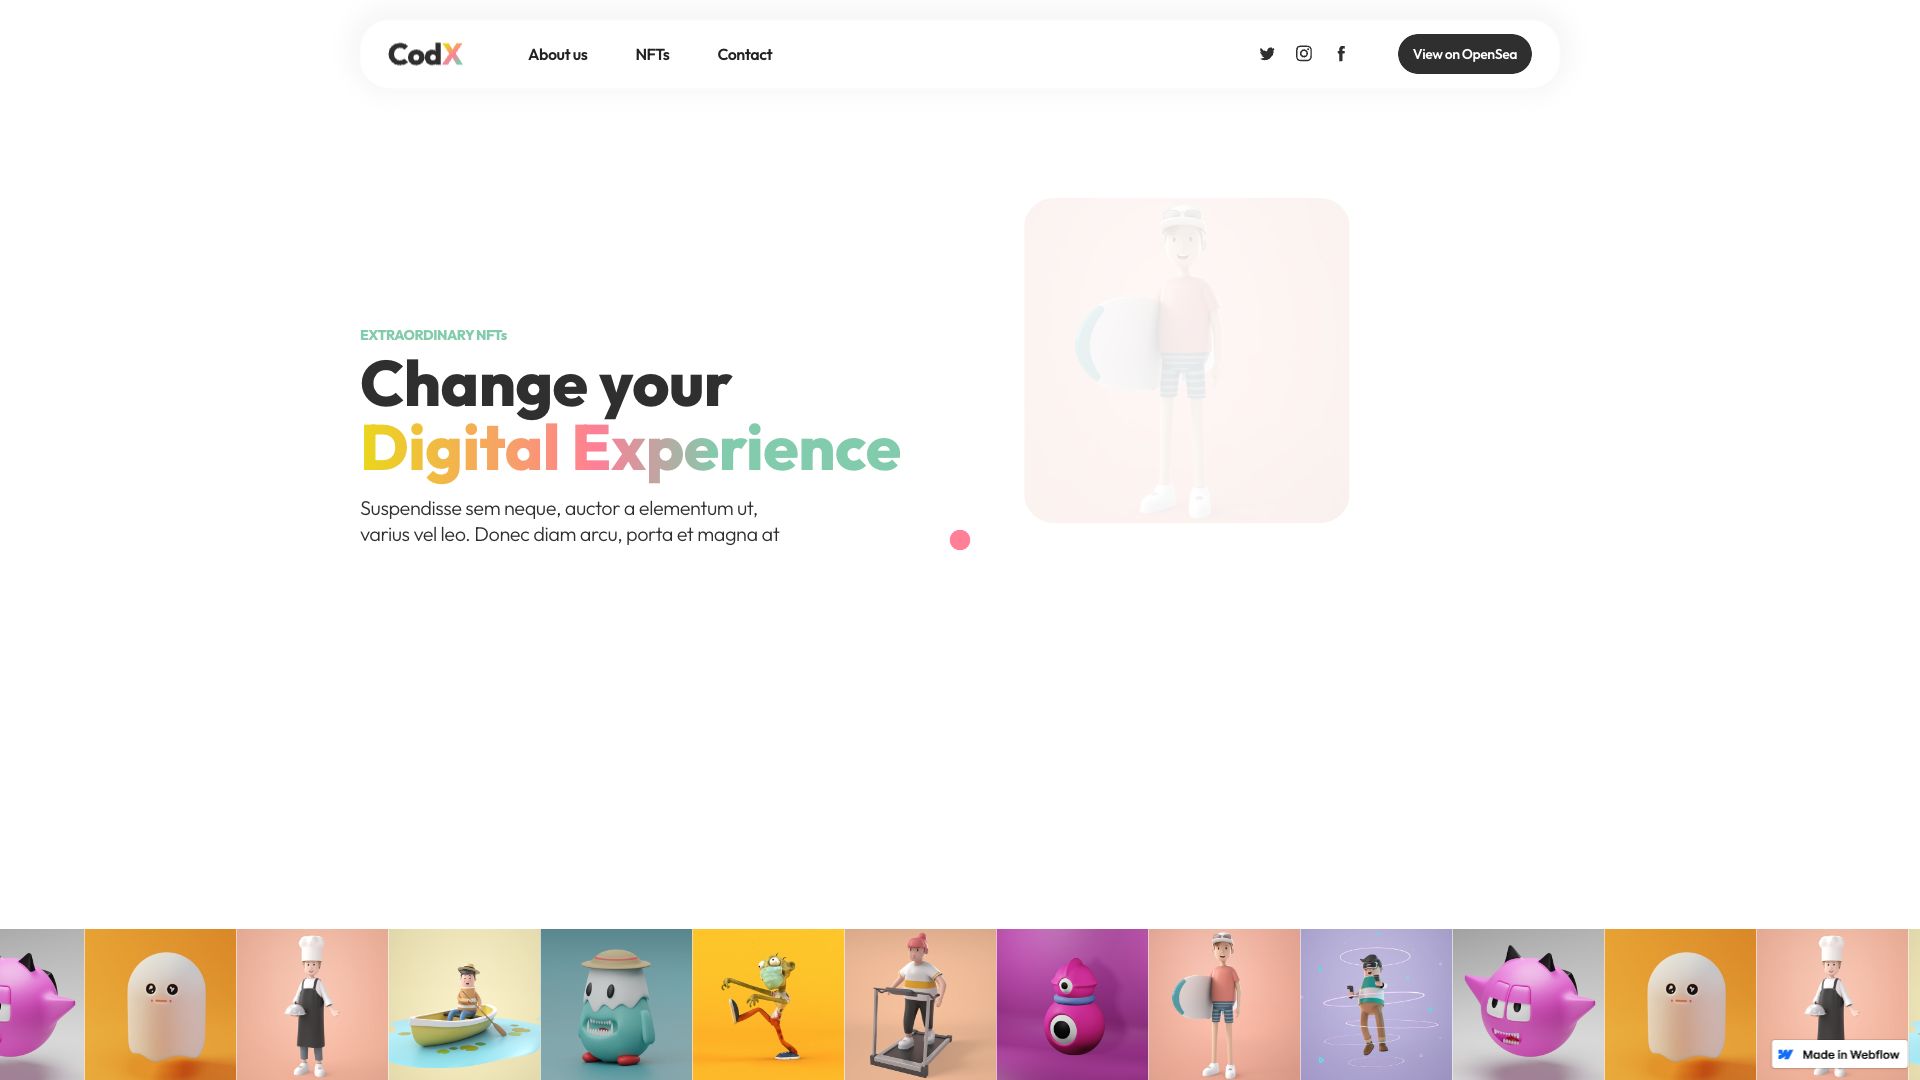 CodX
About us
NFTs
Contact
View on OpenSea
EXTRAORDINARY NFTs
Change your
Digital Experience
Suspendisse sem neque, auctor a elementum ut,
varius vel leo. Donec diam arcu, porta et magna at
Made in Webflow